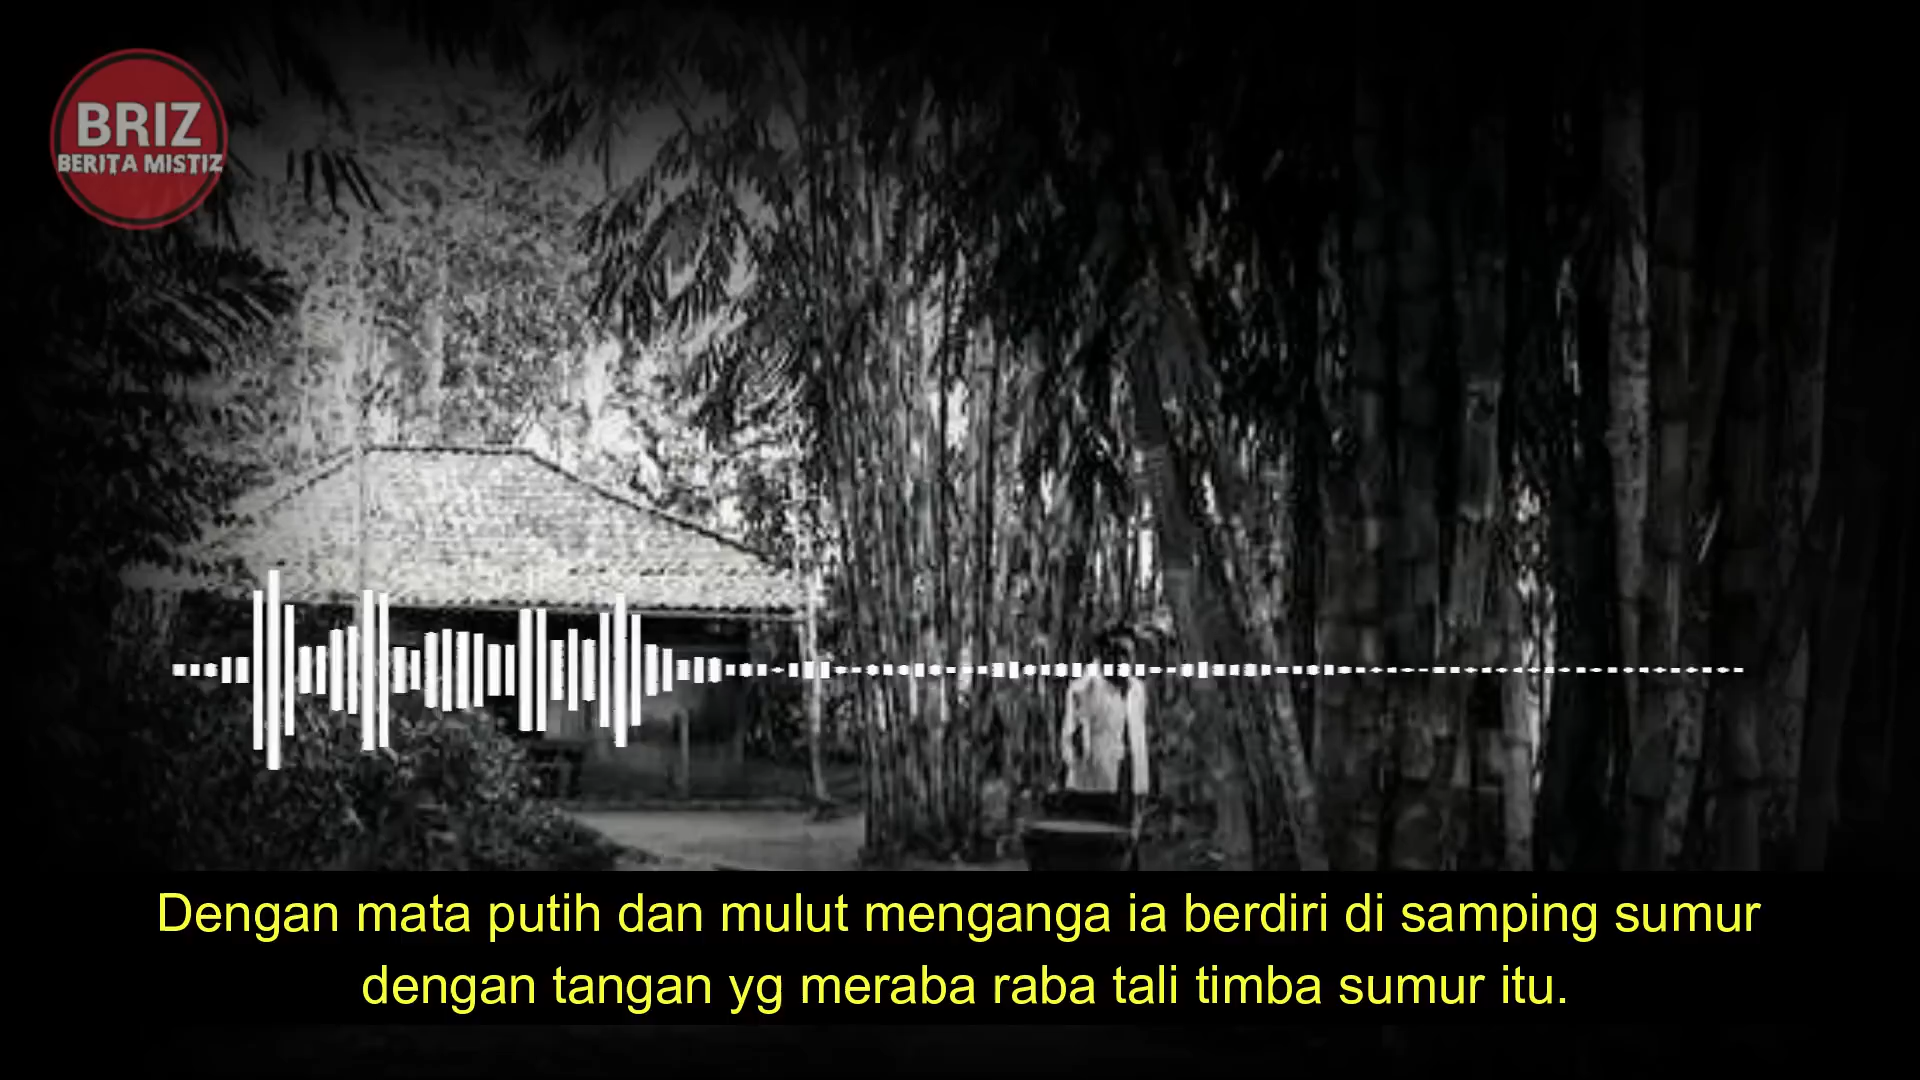 BRIZ
BERITA MISTIZ
Dengan mata putih dan mulut menganga ia berdiri di samping sumur
dengan tangan yg meraba raba tali timba sumur itu.